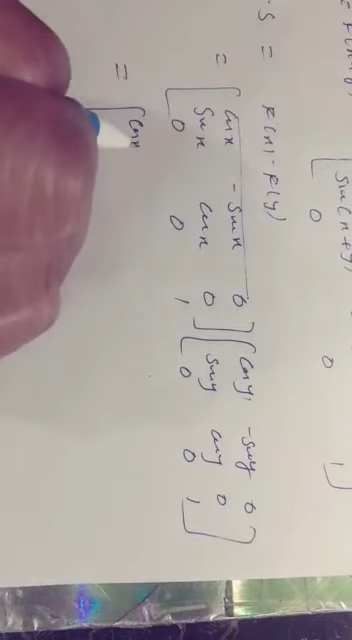 = F(x+y)
sin(x+y)
0 0 1
.S = F(x)·F(y)
= [ cos x -sin x 0 ] [ cos y -sin y 0 ]
sin x cos x 0 sin y cos y 0
0 0 1 0 0 1
= [ cos x